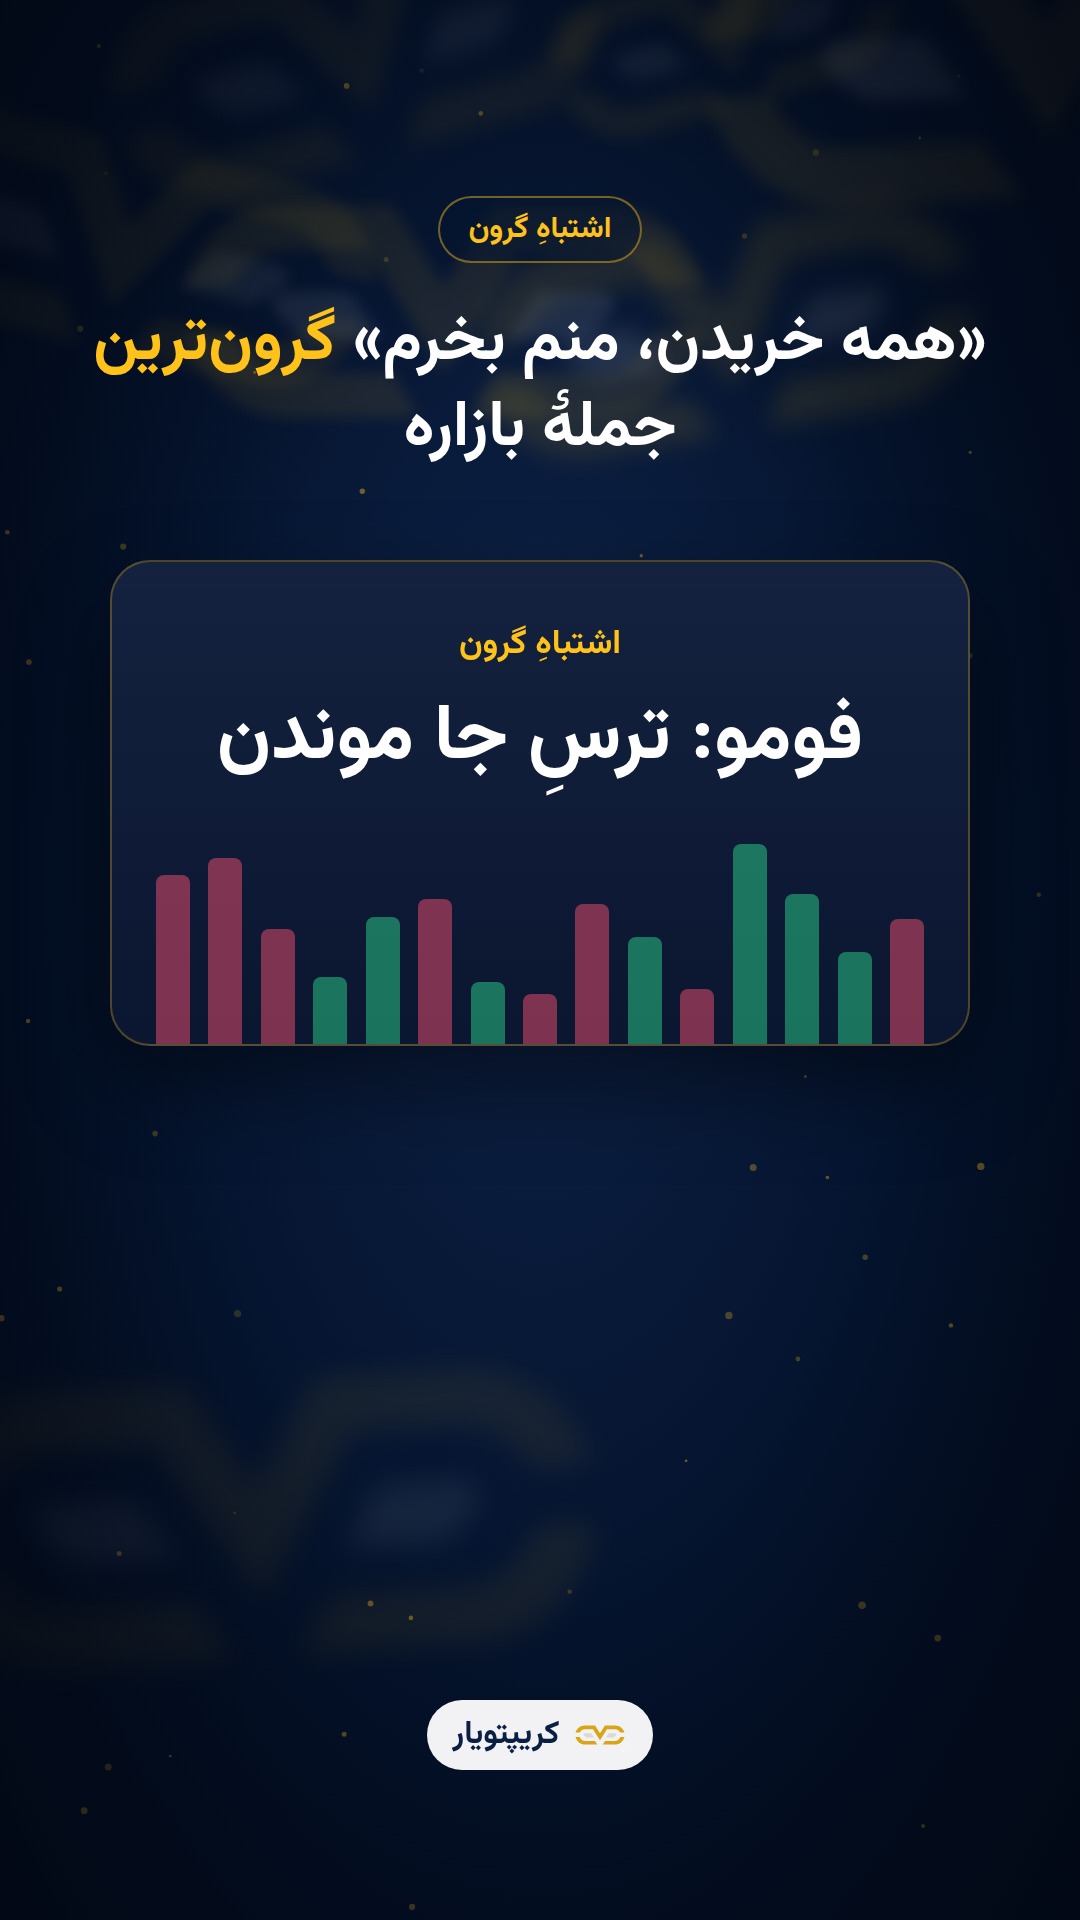 اشتباهِ گرون
«همه خریدن، منم بخرم» گرون‌ترین
جملهٔ بازاره
اشتباهِ گرون
فومو: ترسِ جا موندن
کریپتویار